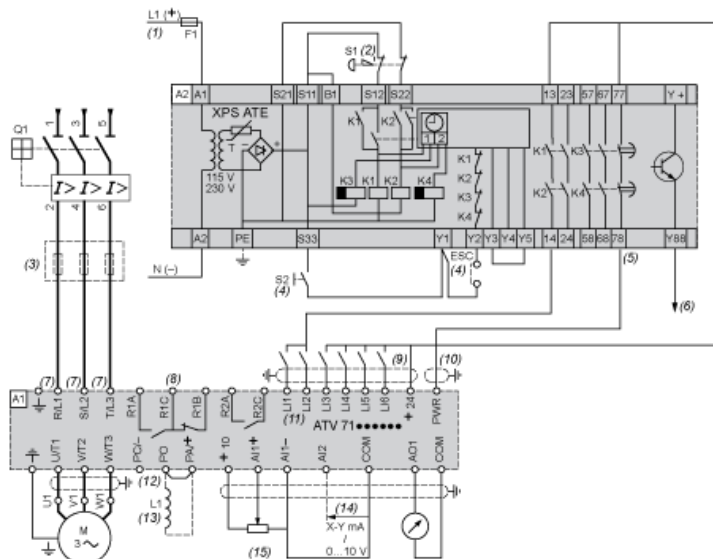 L1 (+)
(1)
F1
S1 (2)
A2 A1 S21 S11 B1 S12 S22 13 23 57 67 77 Y+
XPS ATE
K1 K2
1 2
T
115 V
230 V
K3 K1 K2 K4
K1
K2
K3
K4
K1 K3
K2 K4
Q1
1 3 5
I> I> I>
2 4 6
A2 PE S33 Y1 Y2 Y3 Y4 Y5 14 24 58 68 78 Y88
(3)
N (–)
S2
(4)
ESC
(4)
(5)
(6)
(7) (7) (7) (8) (9) (10)
A1
R/L1 S/L2 T/L3 R1A R1C R1B R2A R2C LI1 LI2 LI3 LI4 LI5 LI6 + 24 PWR
(11)
ATV 71••••••
U/T1 V/T2 W/T3 PC/– PO PA/+ + 10 AI1+ AI1– AI2 COM AO1 COM
(12)
U1 V1 W1
L1
(13)
(14)
X-Y mA
/
0...10 V
(15)
M
3 ~